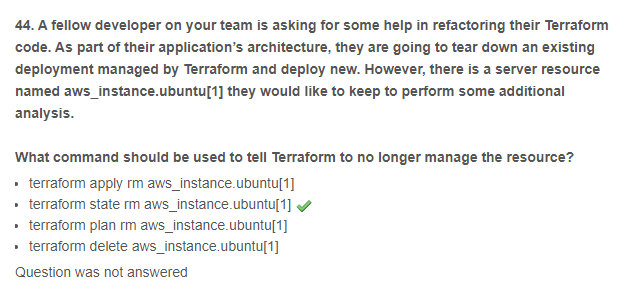 44. A fellow developer on your team is asking for some help in refactoring their Terraform
code. As part of their application’s architecture, they are going to tear down an existing
deployment managed by Terraform and deploy new. However, there is a server resource
named aws_instance.ubuntu[1] they would like to keep to perform some additional
analysis.
What command should be used to tell Terraform to no longer manage the resource?
• terraform apply rm aws_instance.ubuntu[1]
• terraform state rm aws_instance.ubuntu[1]
• terraform plan rm aws_instance.ubuntu[1]
• terraform delete aws_instance.ubuntu[1]
Question was not answered